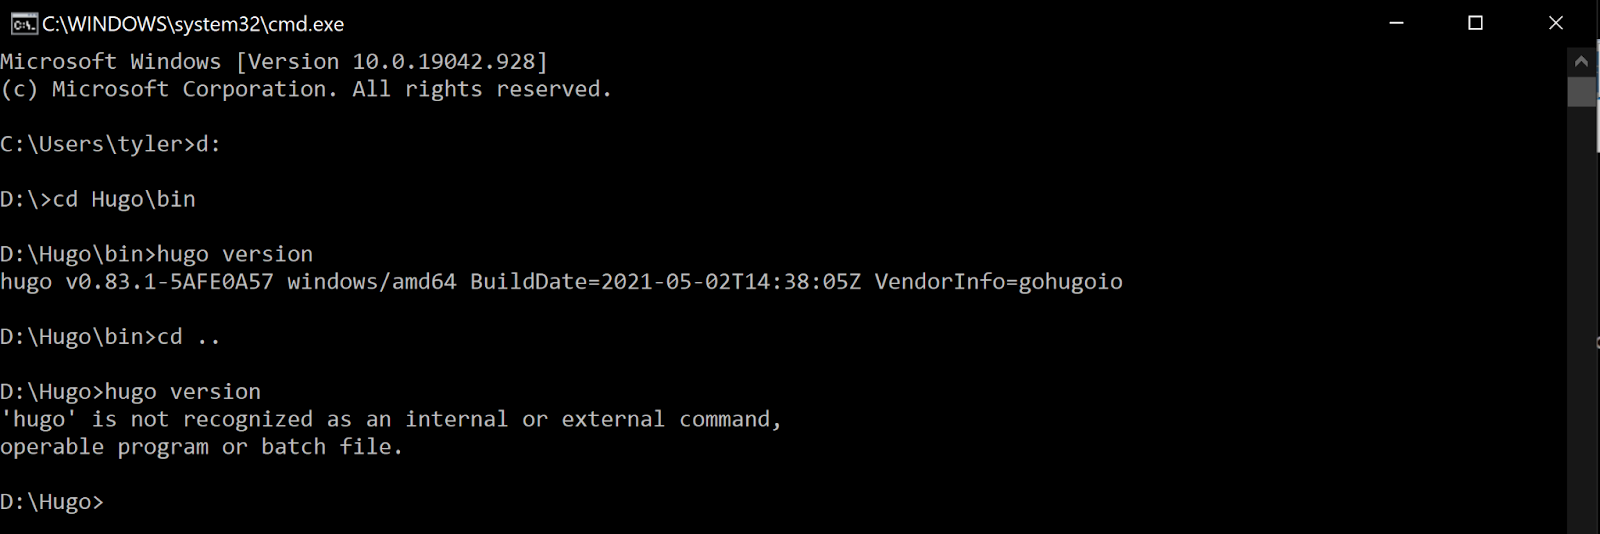 C:\WINDOWS\system32\cmd.exe
Microsoft Windows [Version 10.0.19042.928]
(c) Microsoft Corporation. All rights reserved.
C:\Users\tyler>d:
D:\>cd Hugo\bin
D:\Hugo\bin>hugo version
hugo v0.83.1-5AFE0A57 windows/amd64 BuildDate=2021-05-02T14:38:05Z VendorInfo=gohugoio
D:\Hugo\bin>cd ..
D:\Hugo>hugo version
'hugo' is not recognized as an internal or external command,
operable program or batch file.
D:\Hugo>